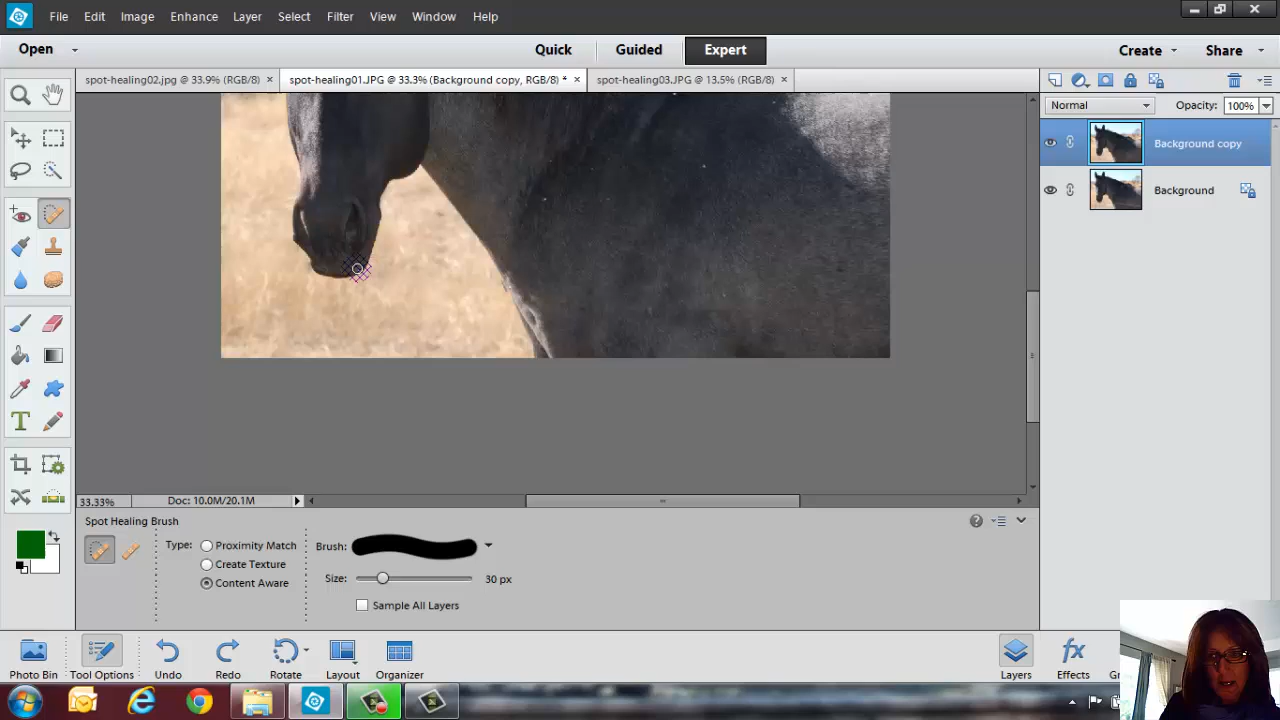 File Edit Image Enhance Layer Select Filter View Window Help
Open Quick Guided Expert Create Share
spot-healing02.jpg @ 33.9% (RGB/8) × spot-healing01.JPG @ 33.3% (Background copy, RGB/8) * × spot-healing03.JPG @ 13.5% (RGB/8) ×
Normal Opacity: 100%
Background copy
Background
33.33% Doc: 10.0M/20.1M
Spot Healing Brush
Type: Proximity Match Brush:
Create Texture
Content Aware Size: 30 px
Sample All Layers
Photo Bin Tool Options Undo Redo Rotate Layout Organizer Layers Effects Gr